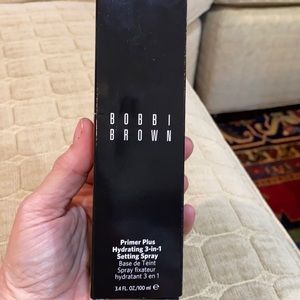 BOBBI
BROWN
Primer Plus
Hydrating 3-in-1
Setting Spray
Base de Teint
Spray fixateur
hydratant 3 en 1
3.4 FL. OZ./100 ml ℮